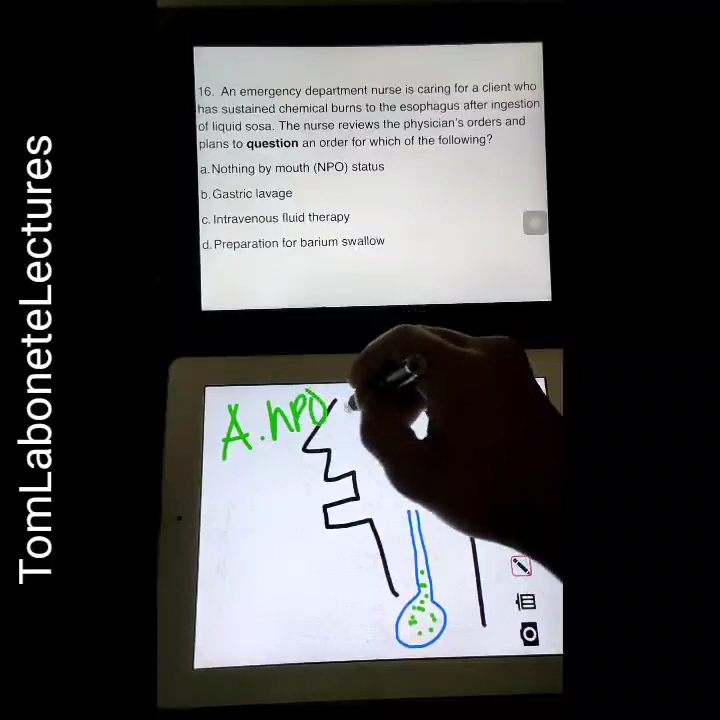 TomLaboneteLectures
16. An emergency department nurse is caring for a client who
has sustained chemical burns to the esophagus after ingestion
of liquid sosa. The nurse reviews the physician's orders and
plans to question an order for which of the following?
a. Nothing by mouth (NPO) status
b. Gastric lavage
c. Intravenous fluid therapy
d. Preparation for barium swallow
A. NPO